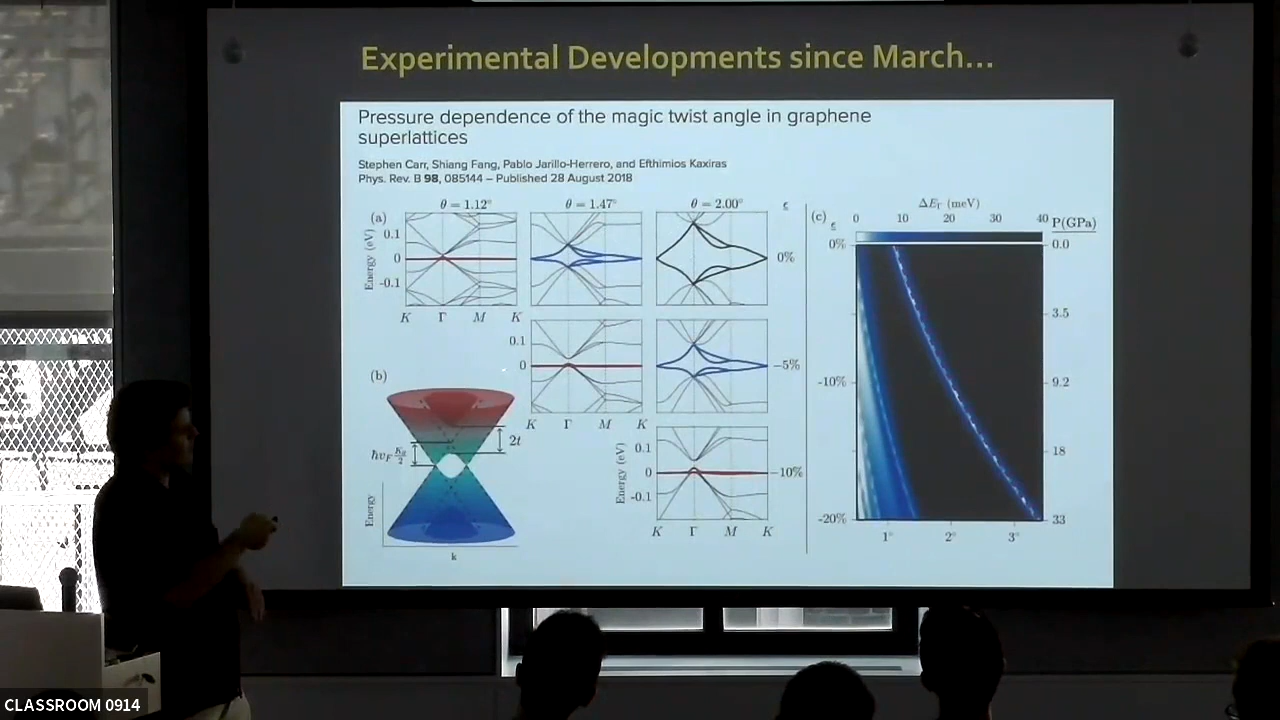 Experimental Developments since March...
Pressure dependence of the magic twist angle in graphene
superlattices
Stephen Carr, Shiang Fang, Pablo Jarillo-Herrero, and Efthimios Kaxiras
Phys. Rev. B 98, 085144 – Published 28 August 2018
(a)
θ = 1.12°
θ = 1.47°
θ = 2.00°
ε
Energy (eV)
0.1
0
-0.1
0%
K Γ M K
0.1
0
−5%
K Γ M K
Energy (eV)
0.1
0
-0.1
−10%
K Γ M K
(b)
2t
Energy
k
(c)
ΔEΓ (meV)
ε
0 10 20 30 40
P(GPa)
0% 0.0
3.5
-10% 9.2
18
-20% 33
1° 2° 3°
CLASSROOM 0914